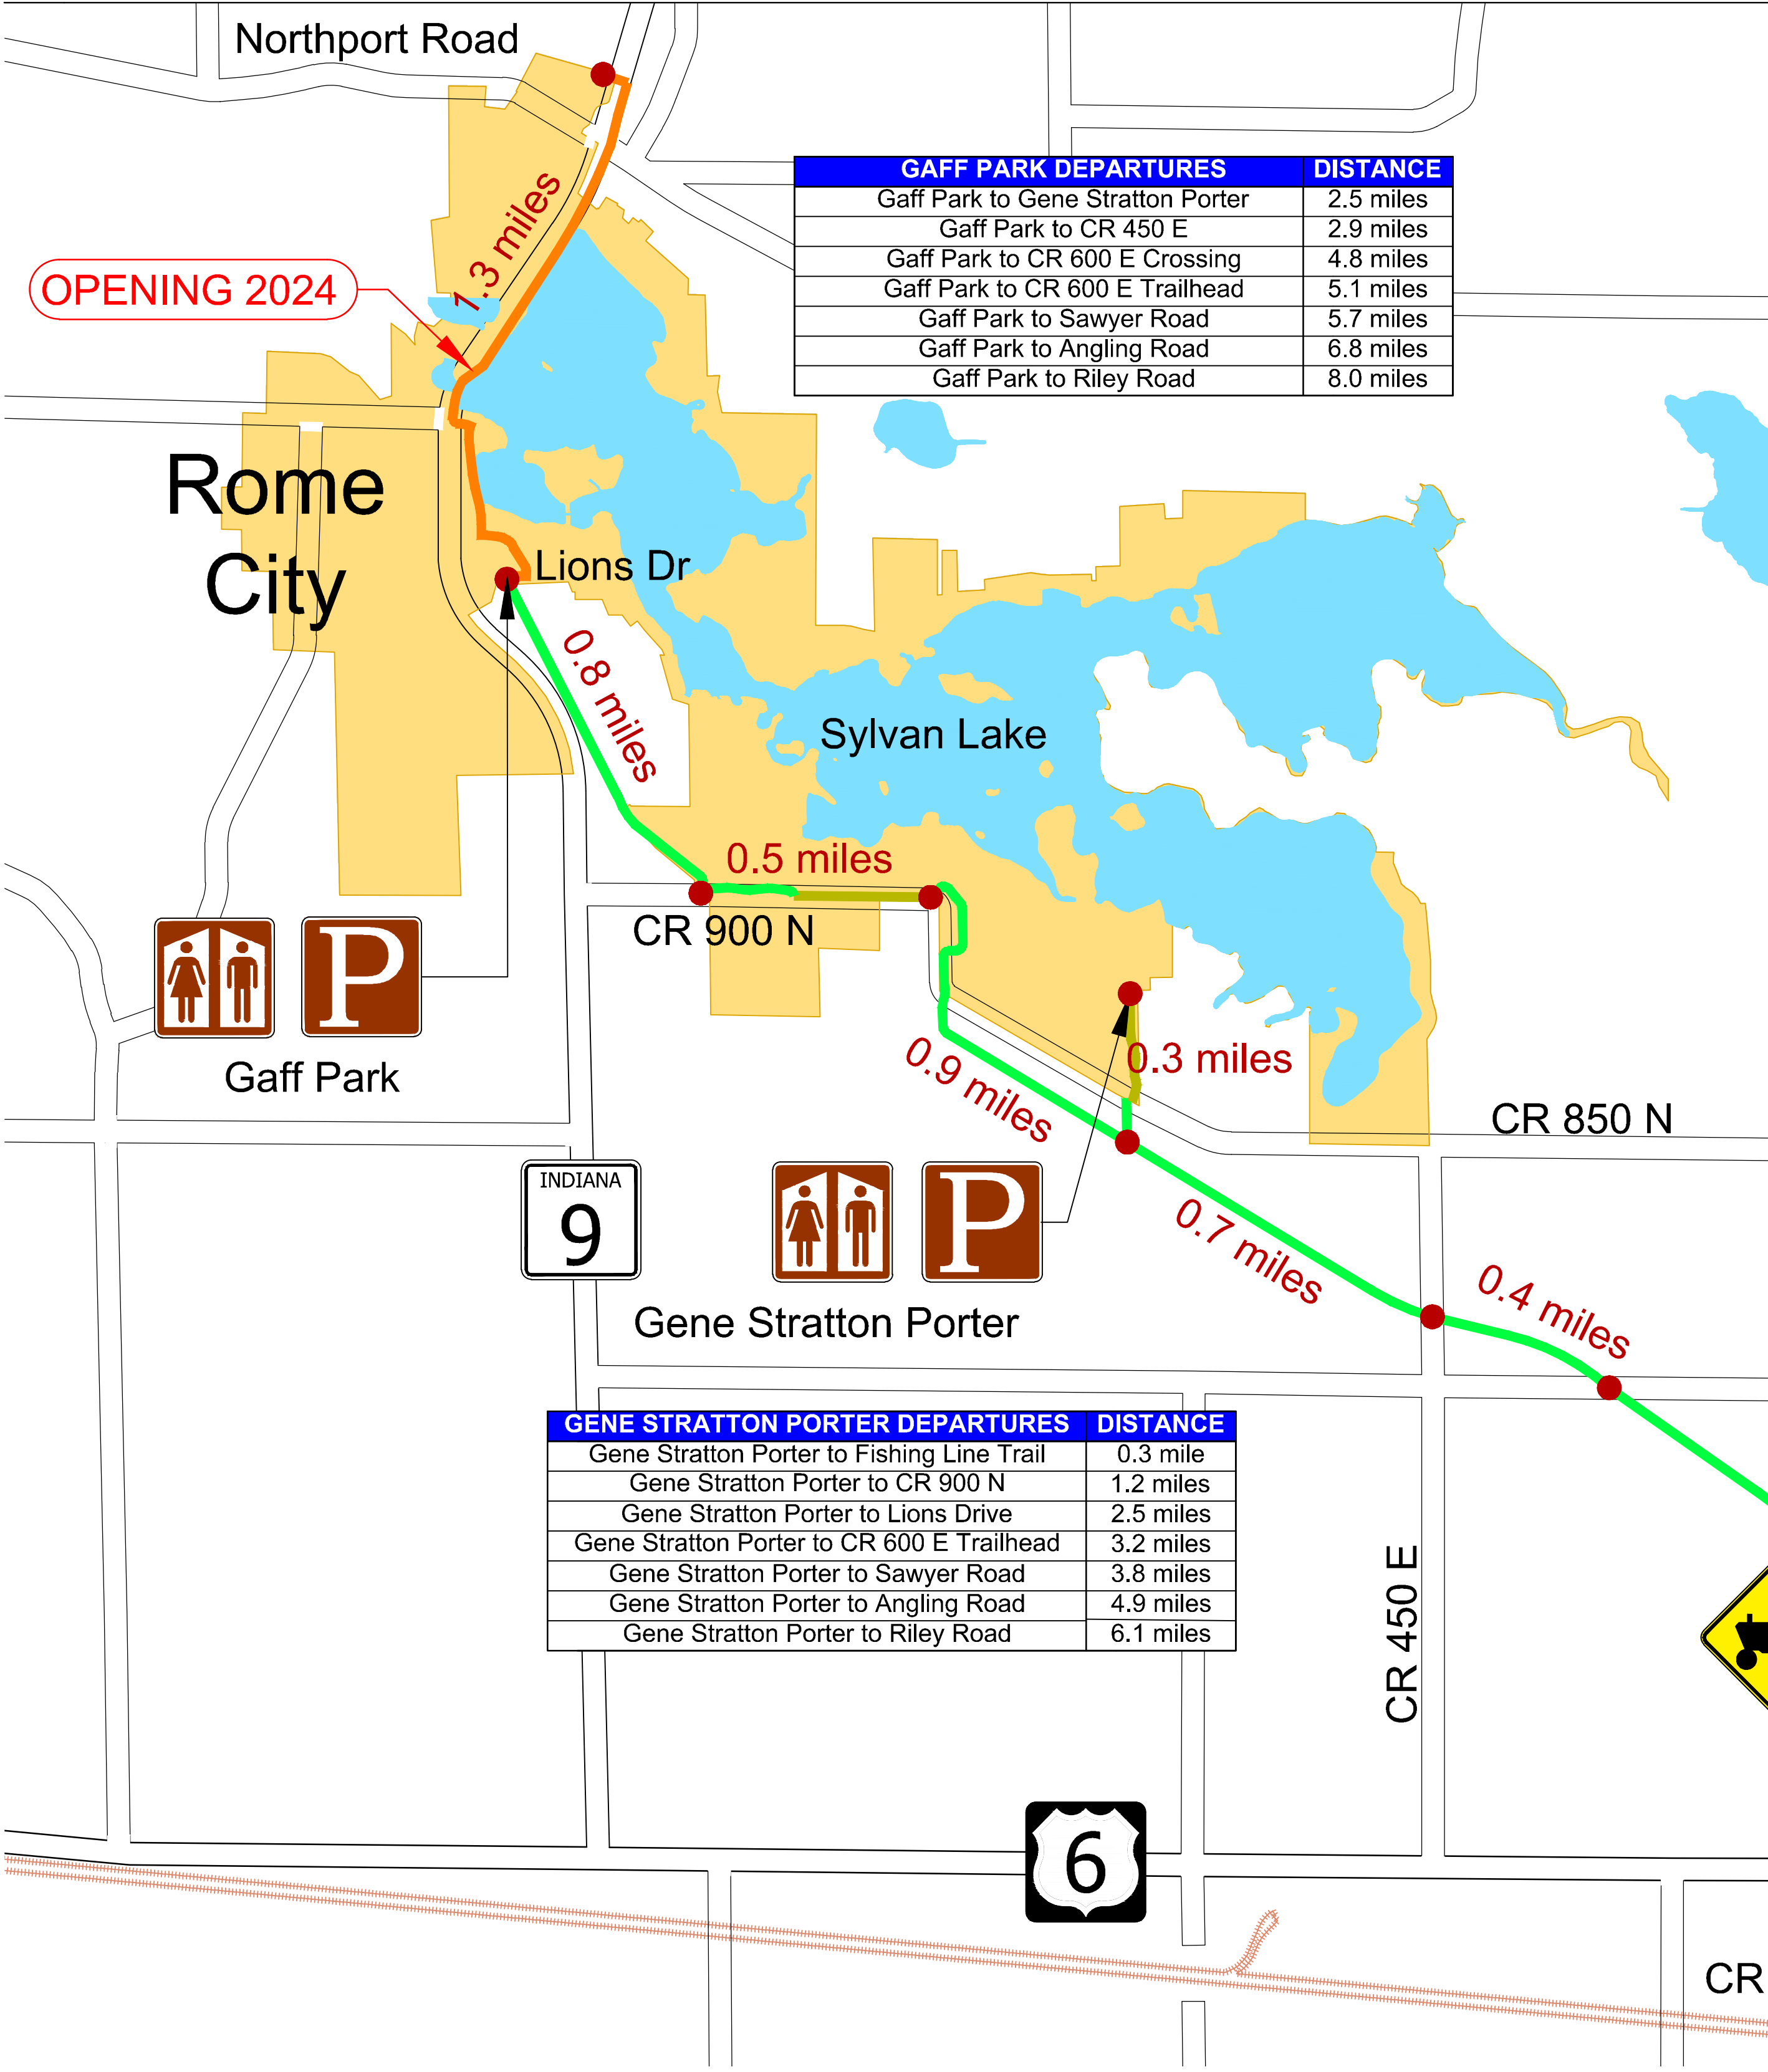 Northport Road
1.3 miles
OPENING 2024
GAFF PARK DEPARTURES DISTANCE
Gaff Park to Gene Stratton Porter 2.5 miles
Gaff Park to CR 450 E 2.9 miles
Gaff Park to CR 600 E Crossing 4.8 miles
Gaff Park to CR 600 E Trailhead 5.1 miles
Gaff Park to Sawyer Road 5.7 miles
Gaff Park to Angling Road 6.8 miles
Gaff Park to Riley Road 8.0 miles
Rome
City
Lions Dr
0.8 miles
Sylvan Lake
0.5 miles
CR 900 N
P
Gaff Park
0.9 miles
0.3 miles
CR 850 N
INDIANA
9
P
Gene Stratton Porter
0.7 miles
0.4 miles
GENE STRATTON PORTER DEPARTURES DISTANCE
Gene Stratton Porter to Fishing Line Trail 0.3 mile
Gene Stratton Porter to CR 900 N 1.2 miles
Gene Stratton Porter to Lions Drive 2.5 miles
Gene Stratton Porter to CR 600 E Trailhead 3.2 miles
Gene Stratton Porter to Sawyer Road 3.8 miles
Gene Stratton Porter to Angling Road 4.9 miles
Gene Stratton Porter to Riley Road 6.1 miles
CR 450 E
6
CR